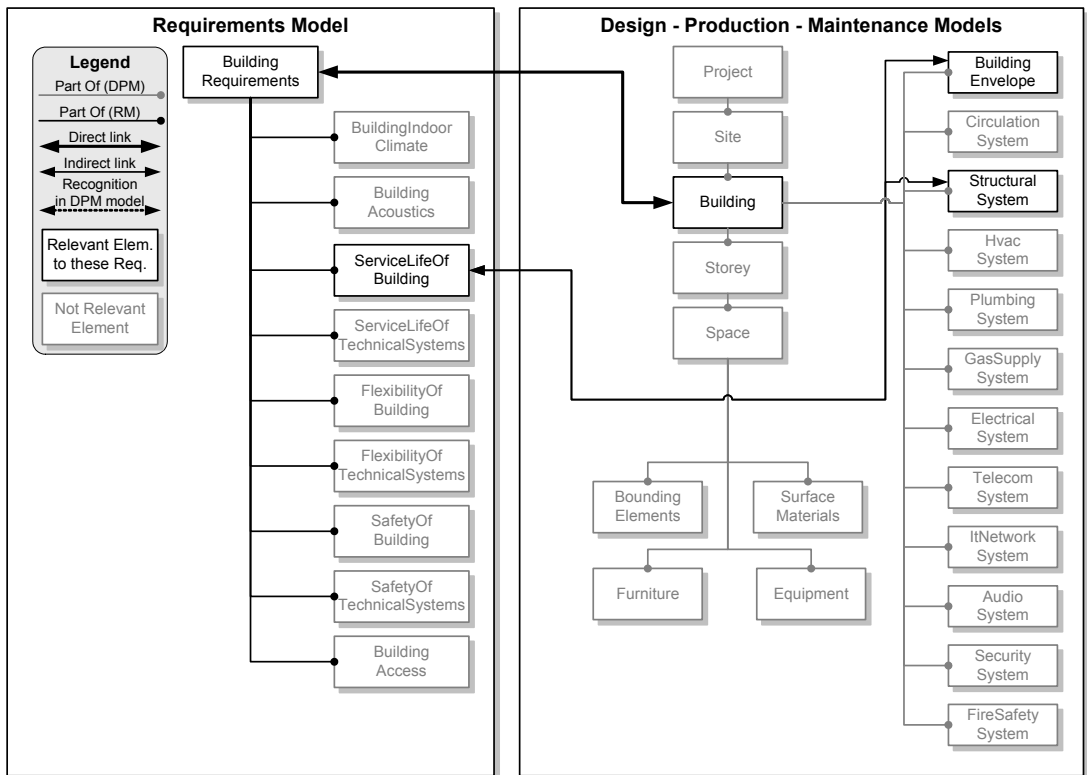 Requirements Model
Legend
Part Of (DPM)
Part Of (RM)
Direct link
Indirect link
Recognition
in DPM model
Relevant Elem.
to these Req.
Not Relevant
Element
Building
Requirements
BuildingIndoor
Climate
Building
Acoustics
ServiceLifeOf
Building
ServiceLifeOf
TechnicalSystems
FlexibilityOf
Building
FlexibilityOf
TechnicalSystems
SafetyOf
Building
SafetyOf
TechnicalSystems
Building
Access
Design - Production - Maintenance Models
Project
Site
Building
Storey
Space
Bounding
Elements
Surface
Materials
Furniture
Equipment
Building
Envelope
Circulation
System
Structural
System
Hvac
System
Plumbing
System
GasSupply
System
Electrical
System
Telecom
System
ItNetwork
System
Audio
System
Security
System
FireSafety
System